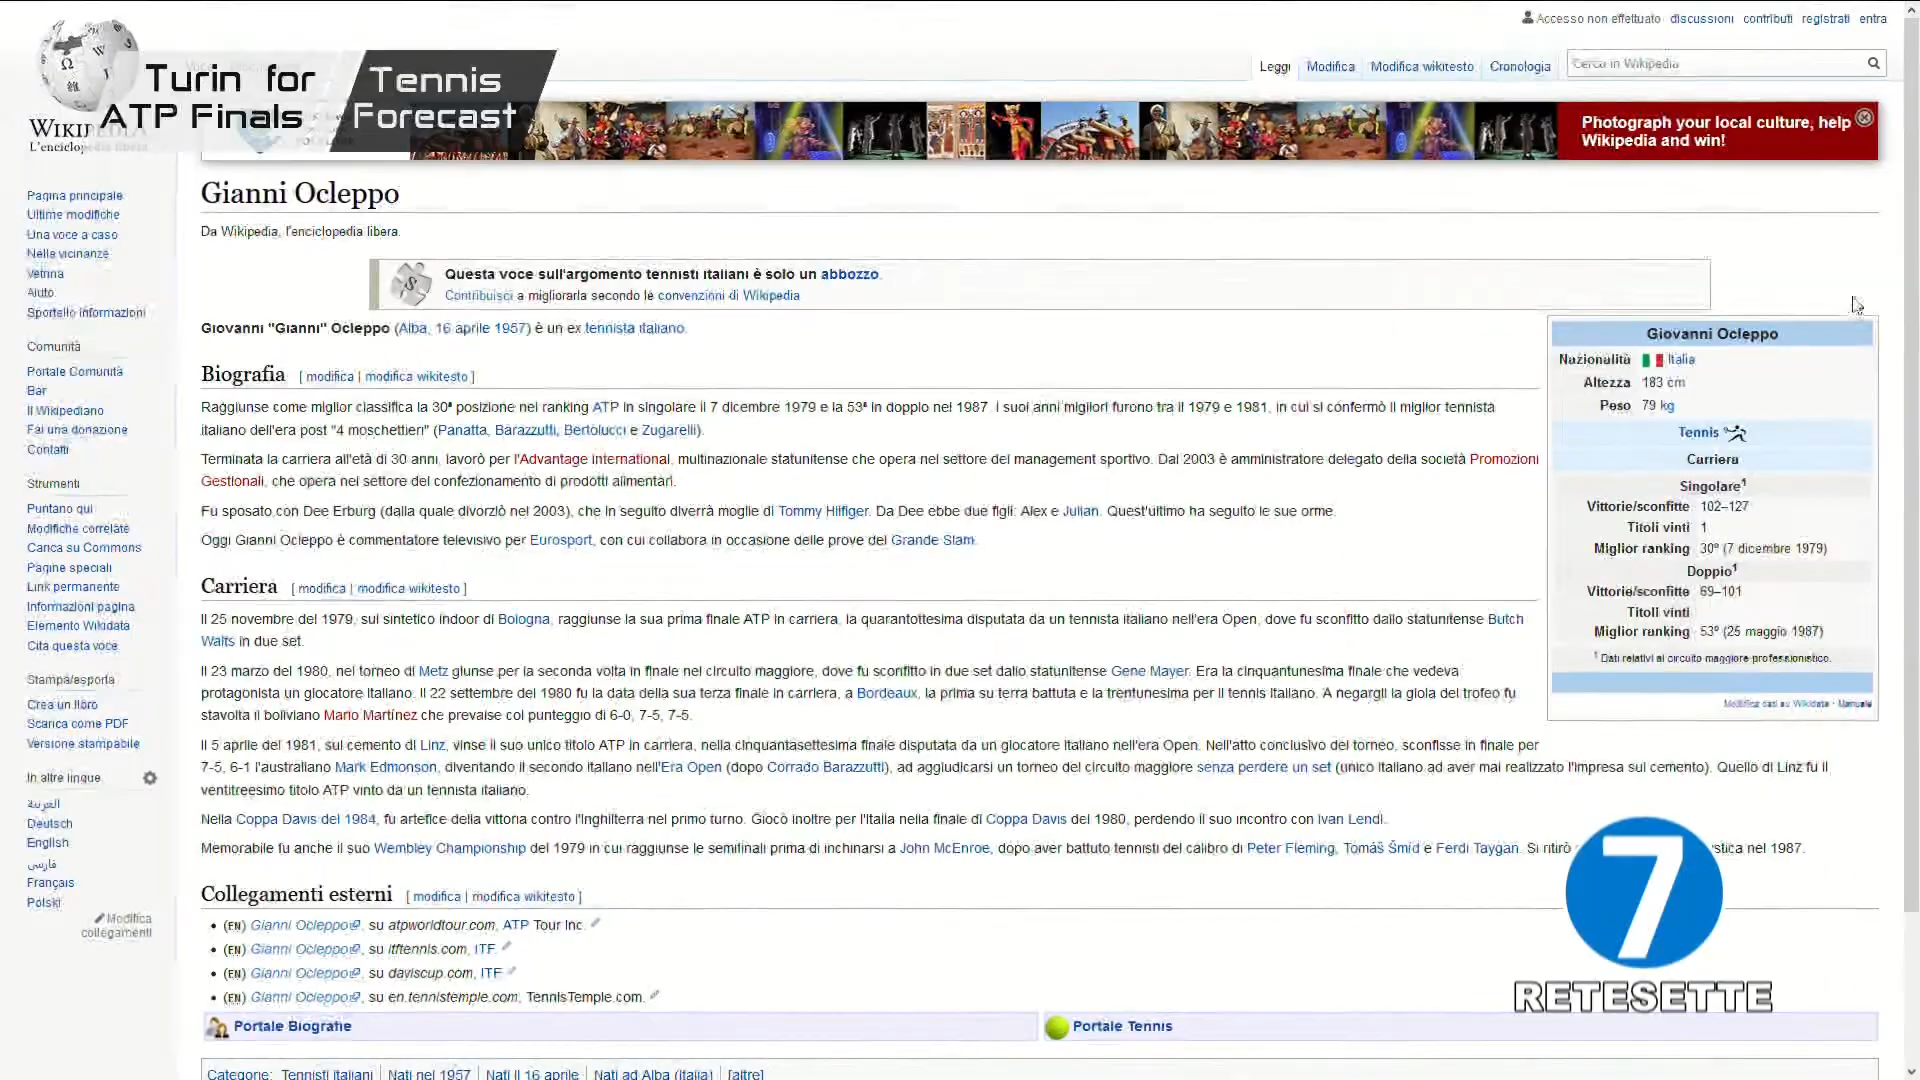 Accesso non effettuato discussioni contributi registrati entra
Turin for
ATP Finals
Tennis
Forecast
Leggi Modifica Modifica wikitesto Cronologia
Cerca in Wikipedia
WIKIPEDIA
L'enciclopedia libera
Photograph your local culture, help
Wikipedia and win!
Pagina principale
Ultime modifiche
Una voce a caso
Nelle vicinanze
Vetrina
Aiuto
Sportello informazioni
Comunità
Portale Comunità
Bar
Il Wikipediano
Fai una donazione
Contatti
Strumenti
Puntano qui
Modifiche correlate
Carica su Commons
Pagine speciali
Link permanente
Informazioni pagina
Elemento Wikidata
Cita questa voce
Stampa/esporta
Crea un libro
Scarica come PDF
Versione stampabile
In altre lingue
العربية
Deutsch
English
فارسی
Français
Polski
Modifica
collegamenti
Gianni Ocleppo
Da Wikipedia, l'enciclopedia libera.
Questa voce sull'argomento tennisti italiani è solo un abbozzo.
Contribuisci a migliorarla secondo le convenzioni di Wikipedia
Giovanni "Gianni" Ocleppo (Alba, 16 aprile 1957) è un ex tennista italiano.
Biografia [ modifica | modifica wikitesto ]
Raggiunse come miglior classifica la 30ª posizione nel ranking ATP in singolare il 7 dicembre 1979 e la 53ª in doppio nel 1987. I suoi anni migliori furono tra il 1979 e 1981, in cui si confermò il miglior tennista
italiano dell'era post "4 moschettieri" (Panatta, Barazzutti, Bertolucci e Zugarelli).
Terminata la carriera all'età di 30 anni, lavorò per l'Advantage International, multinazionale statunitense che opera nel settore del management sportivo. Dal 2003 è amministratore delegato della società Promozioni
Gestionali, che opera nel settore del confezionamento di prodotti alimentari.
Fu sposato con Dee Erburg (dalla quale divorziò nel 2003), che in seguito diverrà moglie di Tommy Hilfiger. Da Dee ebbe due figli: Alex e Julian. Quest'ultimo ha seguito le sue orme.
Oggi Gianni Ocleppo è commentatore televisivo per Eurosport, con cui collabora in occasione delle prove del Grande Slam.
Carriera [ modifica | modifica wikitesto ]
Il 25 novembre del 1979, sul sintetico indoor di Bologna, raggiunse la sua prima finale ATP in carriera, la quarantottesima disputata da un tennista italiano nell'era Open, dove fu sconfitto dallo statunitense Butch
Walts in due set.
Il 23 marzo del 1980, nel torneo di Metz giunse per la seconda volta in finale nel circuito maggiore, dove fu sconfitto in due set dallo statunitense Gene Mayer. Era la cinquantunesima finale che vedeva
protagonista un giocatore italiano. Il 22 settembre del 1980 fu la data della sua terza finale in carriera, a Bordeaux, la prima su terra battuta e la trentunesima per il tennis italiano. A negargli la gioia del trofeo fu
stavolta il boliviano Mario Martínez che prevalse col punteggio di 6-0, 7-5, 7-5.
Il 5 aprile del 1981, sul cemento di Linz, vinse il suo unico titolo ATP in carriera, nella cinquantasettesima finale disputata da un giocatore italiano nell'era Open. Nell'atto conclusivo del torneo, sconfisse in finale per
7-5, 6-1 l'australiano Mark Edmonson, diventando il secondo italiano nell'Era Open (dopo Corrado Barazzutti), ad aggiudicarsi un torneo del circuito maggiore senza perdere un set (unico italiano ad aver mai realizzato l'impresa sul cemento). Quello di Linz fu il
ventitreesimo titolo ATP vinto da un tennista italiano.
Nella Coppa Davis del 1984, fu artefice della vittoria contro l'Inghilterra nel primo turno. Giocò inoltre per l'Italia nella finale di Coppa Davis del 1980, perdendo il suo incontro con Ivan Lendl.
Memorabile fu anche il suo Wembley Championship del 1979 in cui raggiunse le semifinali prima di inchinarsi a John McEnroe, dopo aver battuto tennisti del calibro di Peter Fleming, Tomáš Šmíd e Ferdi Taygan. Si ritirò stica nel 1987.
Giovanni Ocleppo
Nazionalità Italia
Altezza 183 cm
Peso 79 kg
Tennis
Carriera
Singolare¹
Vittorie/sconfitte 102–127
Titoli vinti 1
Miglior ranking 30º (7 dicembre 1979)
Doppio¹
Vittorie/sconfitte 69–101
Titoli vinti
Miglior ranking 53º (25 maggio 1987)
¹ Dati relativi al circuito maggiore professionistico.
Modifica dati su Wikidata · Manuale
Collegamenti esterni [ modifica | modifica wikitesto ]
(EN) Gianni Ocleppo, su atpworldtour.com, ATP Tour Inc.
(EN) Gianni Ocleppo, su itftennis.com, ITF.
(EN) Gianni Ocleppo, su daviscup.com, ITF
(EN) Gianni Ocleppo, su en.tennistemple.com, TennisTemple.com.
7
RETESETTE
Portale Biografie
Portale Tennis
Categorie: Tennisti italiani | Nati nel 1957 | Nati il 16 aprile | Nati ad Alba (Italia) | [altre]